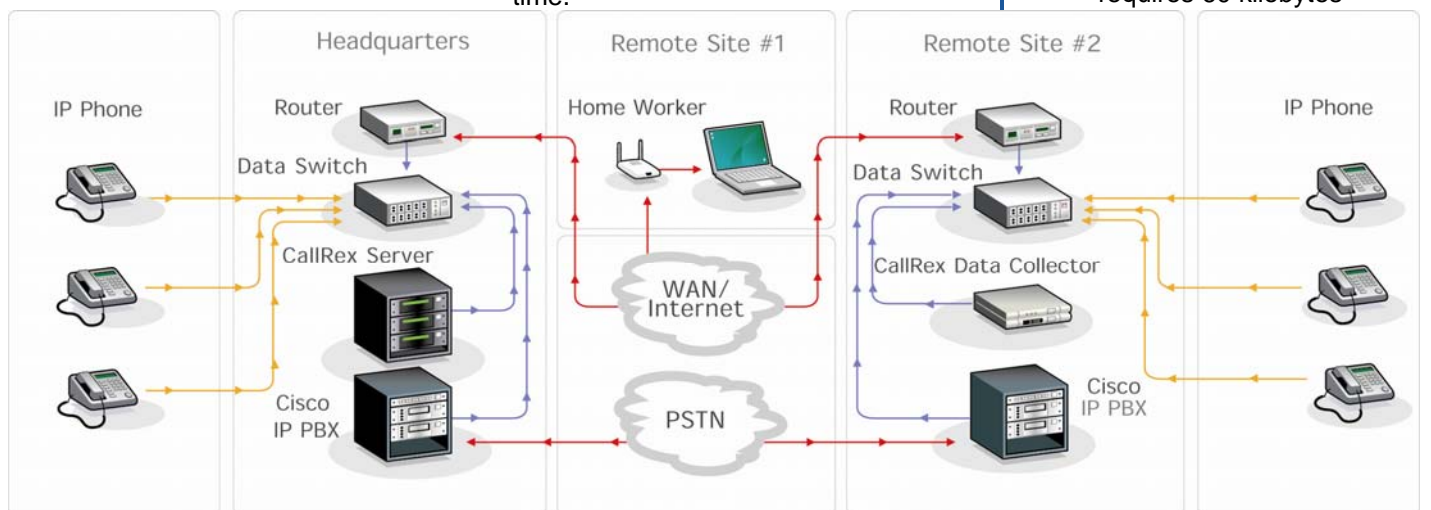 time.
Headquarters
Remote Site #1
Remote Site #2
IP Phone
Router
Home Worker
Router
IP Phone
Data Switch
Data Switch
CallRex Server
CallRex Data Collector
WAN/
Internet
Cisco
IP PBX
PSTN
Cisco
IP PBX